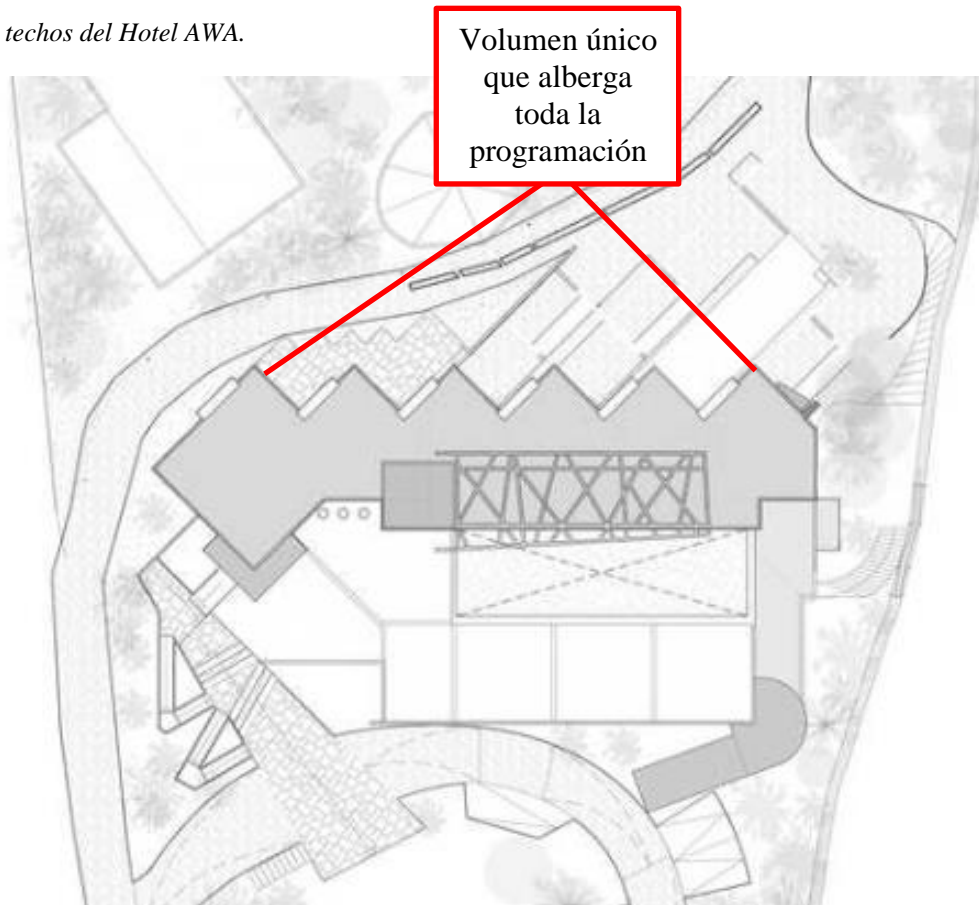 techos del Hotel AWA.
Volumen único
que alberga
toda la
programación